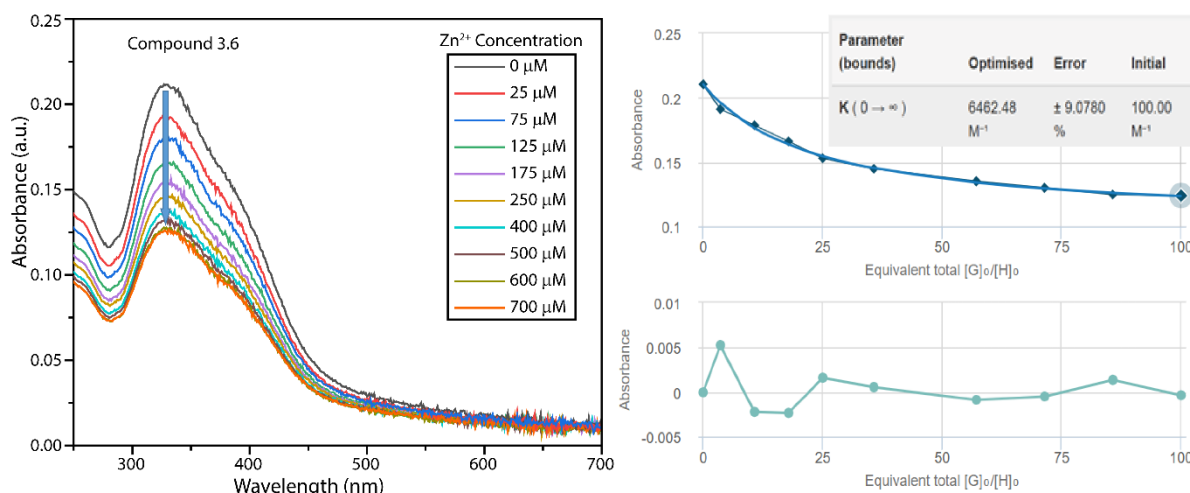 Compound 3.6
Zn²⁺ Concentration
0 µM
25 µM
75 µM
125 µM
175 µM
250 µM
400 µM
500 µM
600 µM
700 µM
Absorbance (a.u.)
0.25
0.20
0.15
0.10
0.05
0.00
300 400 500 600 700
Wavelength (nm)
Parameter (bounds) Optimised Error Initial
K ( 0 → ∞ ) 6462.48 M⁻¹ ± 9.0780 % 100.00 M⁻¹
Absorbance
0.25
0.2
0.15
0.1
0 25 50 75 100
Equivalent total [G]₀/[H]₀
Absorbance
0.01
0.005
0
-0.005
0 25 50 75 100
Equivalent total [G]₀/[H]₀